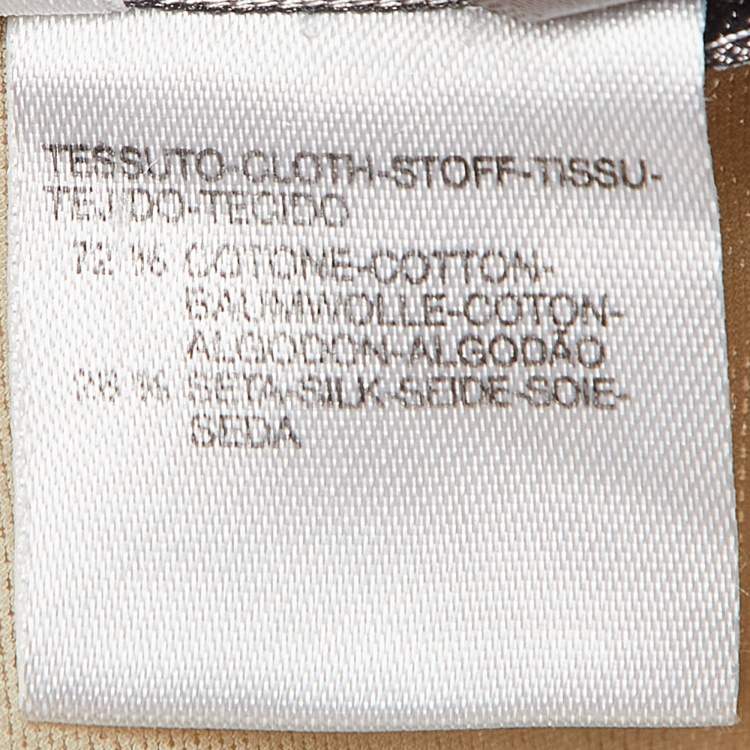 TESSUTO-CLOTH-STOFF-TISSU-
TEJIDO-TECIDO
72 % COTONE-COTTON-
BAUMWOLLE-COTON-
ALGODON-ALGODÃO
28 % SETA-SILK-SEIDE-SOIE-
SEDA